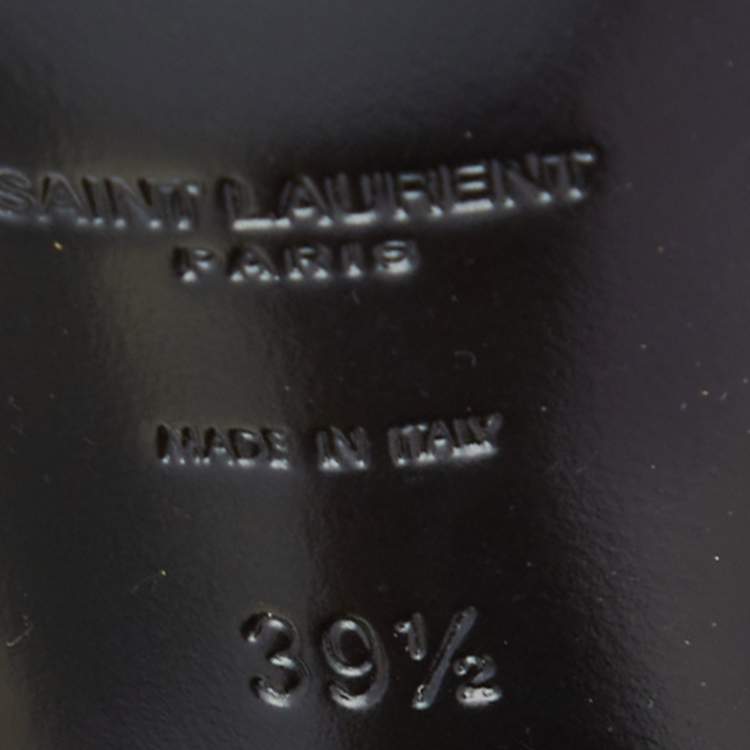 SAINT LAURENT
PARIS
MADE IN ITALY
39½